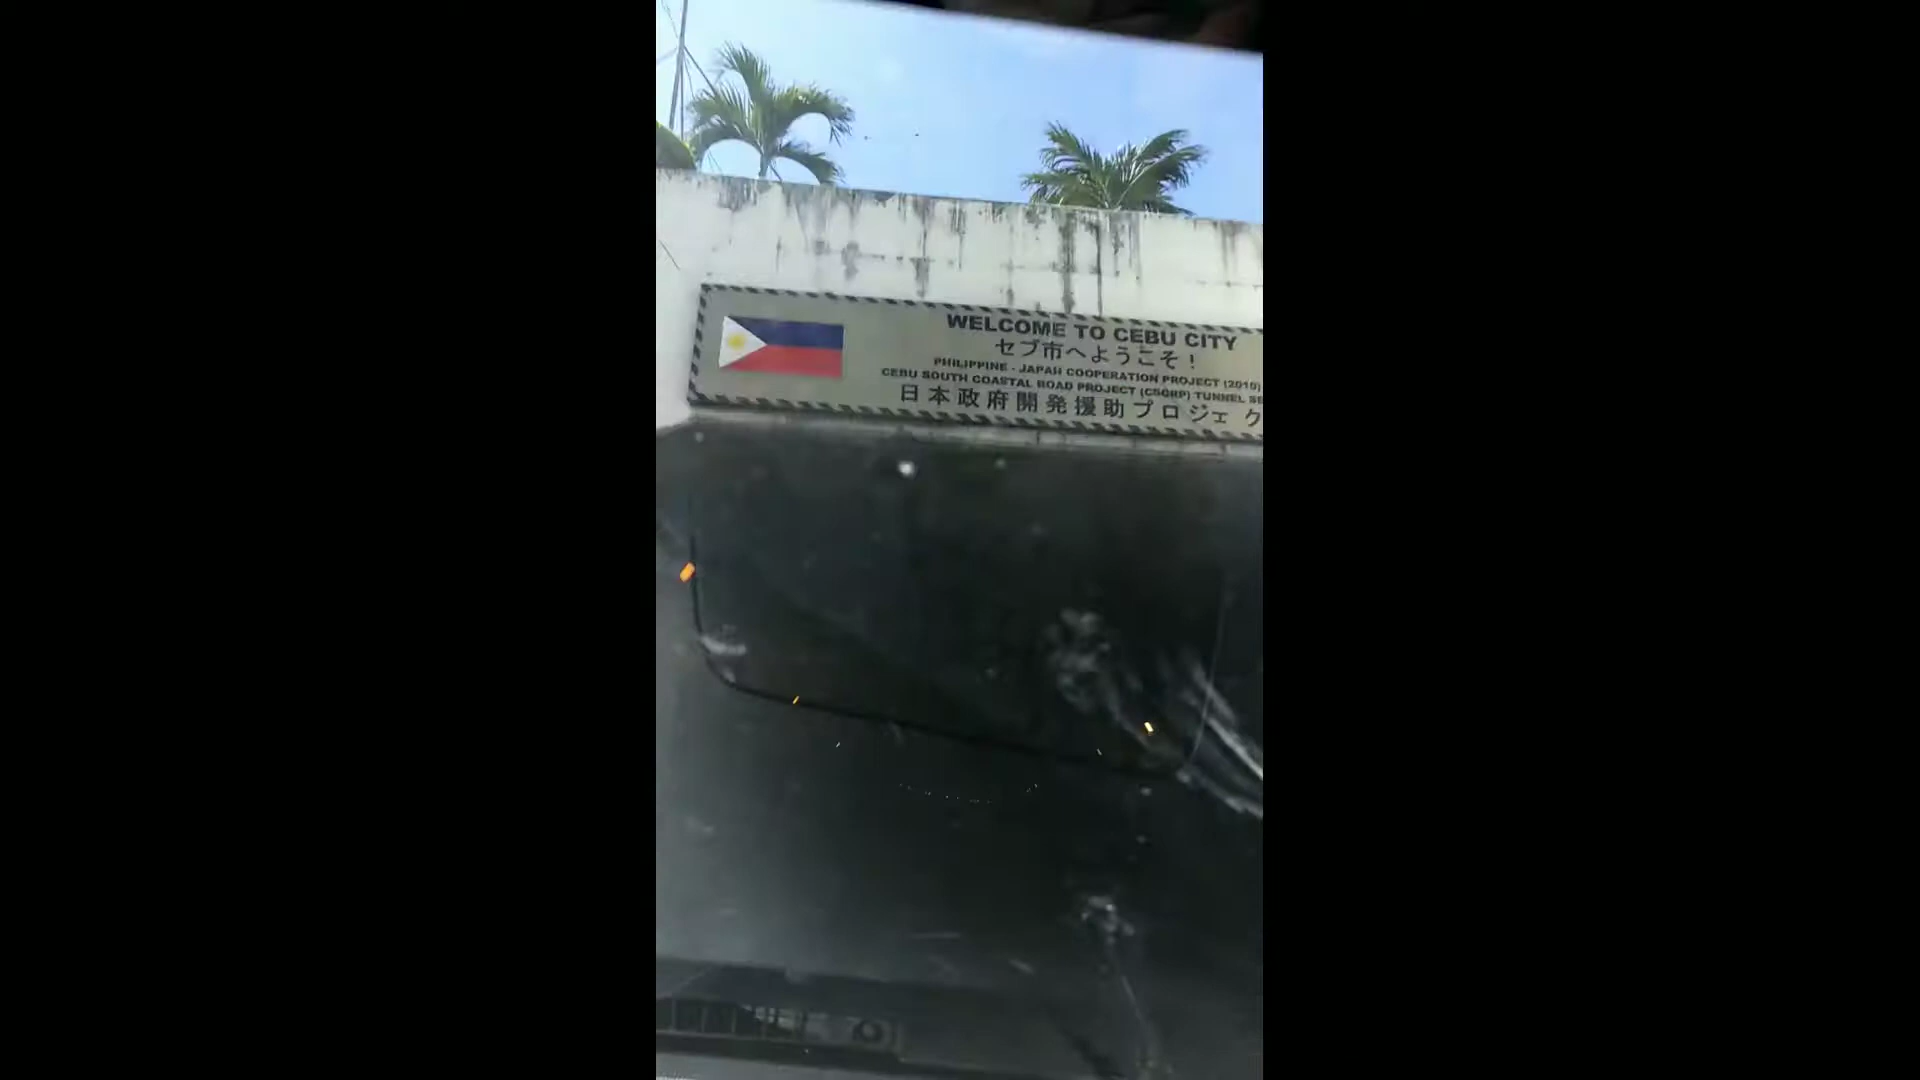 WELCOME TO CEBU CITY
セブ市へようこそ！
PHILIPPINE - JAPAN COOPERATION PROJECT (2010)
CEBU SOUTH COASTAL ROAD PROJECT (CSCRP) TUNNEL
日本政府開発援助プロジェク